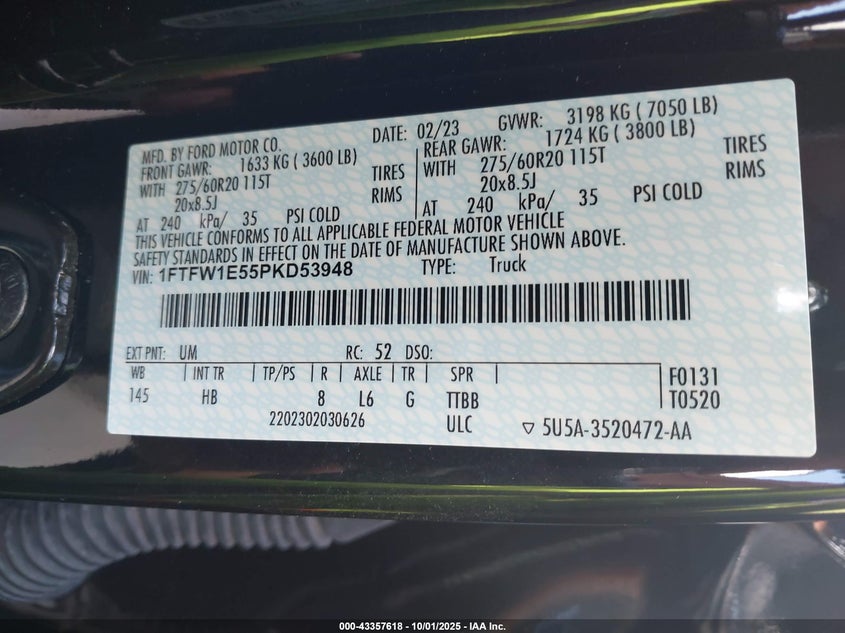 MFD. BY FORD MOTOR CO.
DATE: 02/23
GVWR: 3198 KG ( 7050 LB)
FRONT GAWR: 1633 KG ( 3600 LB)
WITH 275/60R20 115T TIRES
20x8.5J RIMS
AT 240 kPa/ 35 PSI COLD
REAR GAWR: 1724 KG ( 3800 LB)
WITH 275/60R20 115T TIRES
20x8.5J RIMS
AT 240 kPa/ 35 PSI COLD
THIS VEHICLE CONFORMS TO ALL APPLICABLE FEDERAL MOTOR VEHICLE
SAFETY STANDARDS IN EFFECT ON THE DATE OF MANUFACTURE SHOWN ABOVE.
VIN: 1FTFW1E55PKD53948 TYPE: Truck
EXT PNT: UM RC: 52 DSO:
WB | INT TR | TP/PS | R | AXLE | TR | SPR | F0131
145 HB 8 L6 G TTBB T0520
2202302030626 ULC ▽ 5U5A-3520472-AA
000-43357618 - 10/01/2025 - IAA Inc.